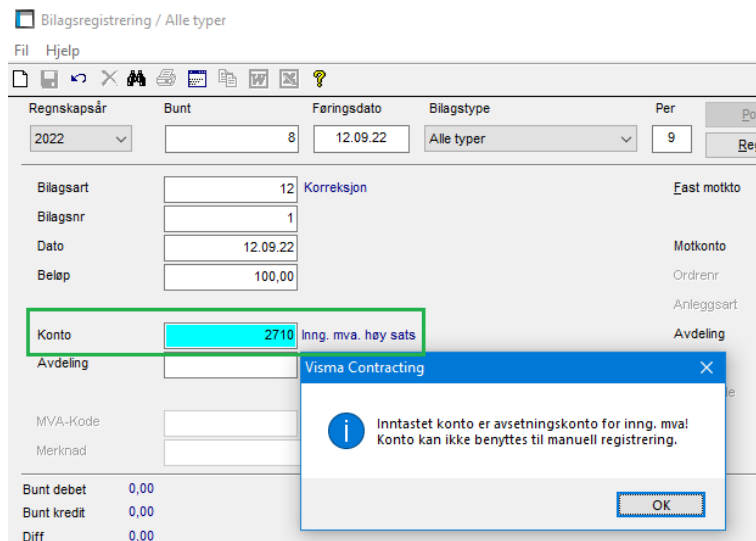 Bilagsregistrering / Alle typer
Fil Hjelp
Regnskapsår Bunt Føringsdato Bilagstype Per
2022 8 12.09.22 Alle typer 9
Bilagsart 12 Korreksjon Fast motkto
Bilagsnr 1
Dato 12.09.22 Motkonto
Beløp 100,00 Ordrenr
Anleggsart
Konto 2710 Inng. mva. høy sats Avdeling
Avdeling
Visma Contracting
Inntastet konto er avsetningskonto for inng. mva!
Konto kan ikke benyttes til manuell registrering.
MVA-Kode
Merknad
OK
Bunt debet 0,00
Bunt kredit 0,00
Diff 0,00